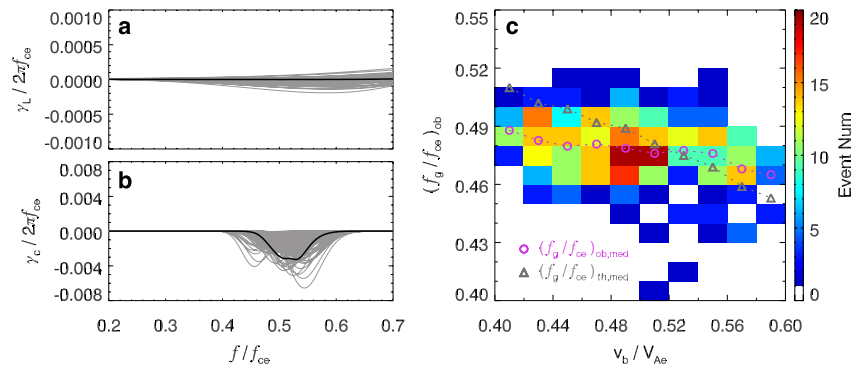 a
0.0010
0.0005
0.0000
-0.0005
-0.0010
γL / 2πfce
b
0.008
0.004
0.000
-0.004
-0.008
γc / 2πfce
0.2 0.3 0.4 0.5 0.6 0.7
f / fce
c
0.55
0.52
0.49
0.46
0.43
0.40
(fg / fce)ob
(fg / fce)ob,med
(fg / fce)th,med
0.40 0.44 0.48 0.52 0.56 0.60
vb / VAe
20
15
10
5
0
Event Num